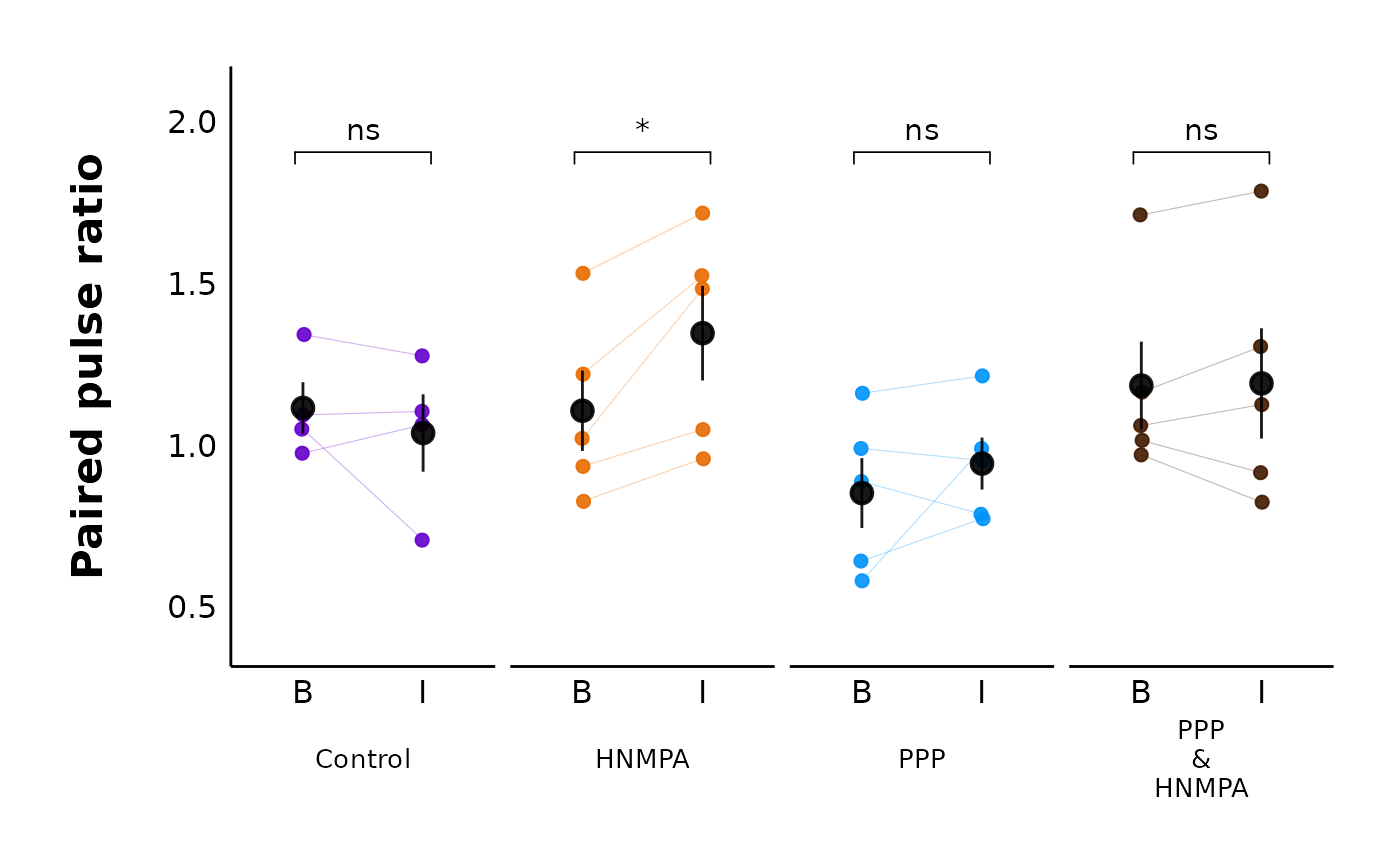 Paired pulse ratio
2.0
1.5
1.0
0.5
ns
*
ns
ns
B
I
B
I
B
I
B
I
Control
HNMPA
PPP
PPP
&
HNMPA